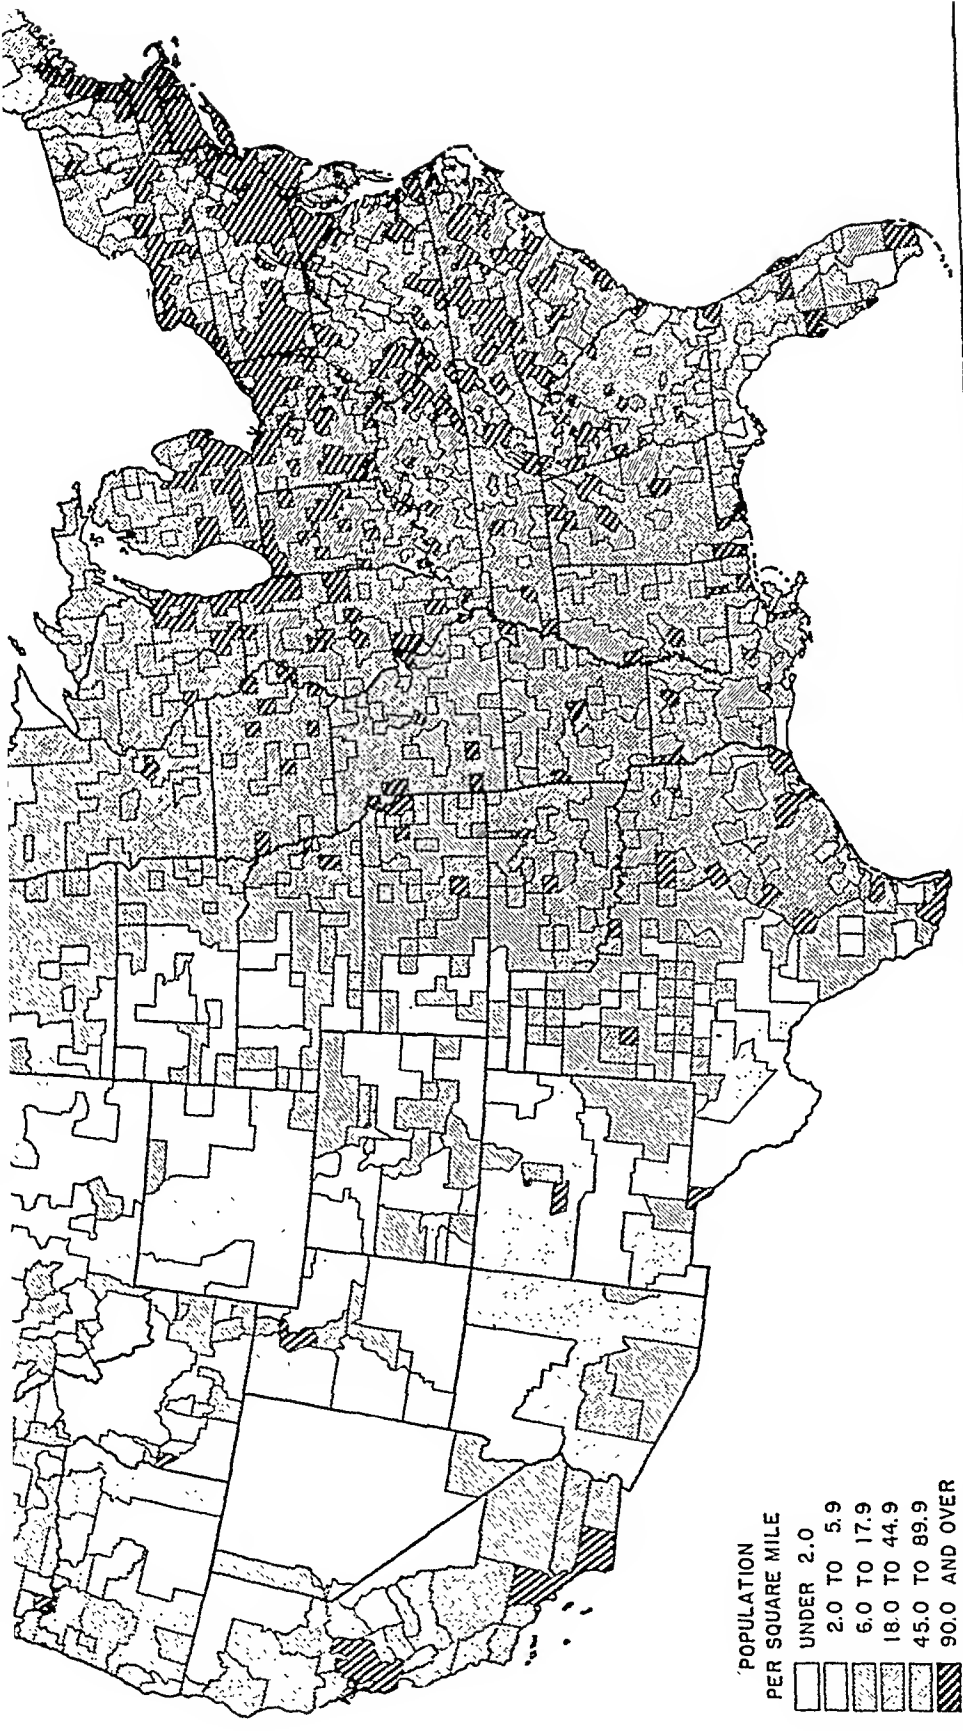 POPULATION
PER SQUARE MILE
UNDER 2.0
2.0 TO 5.9
6.0 TO 17.9
18.0 TO 44.9
45.0 TO 89.9
90.0 AND OVER